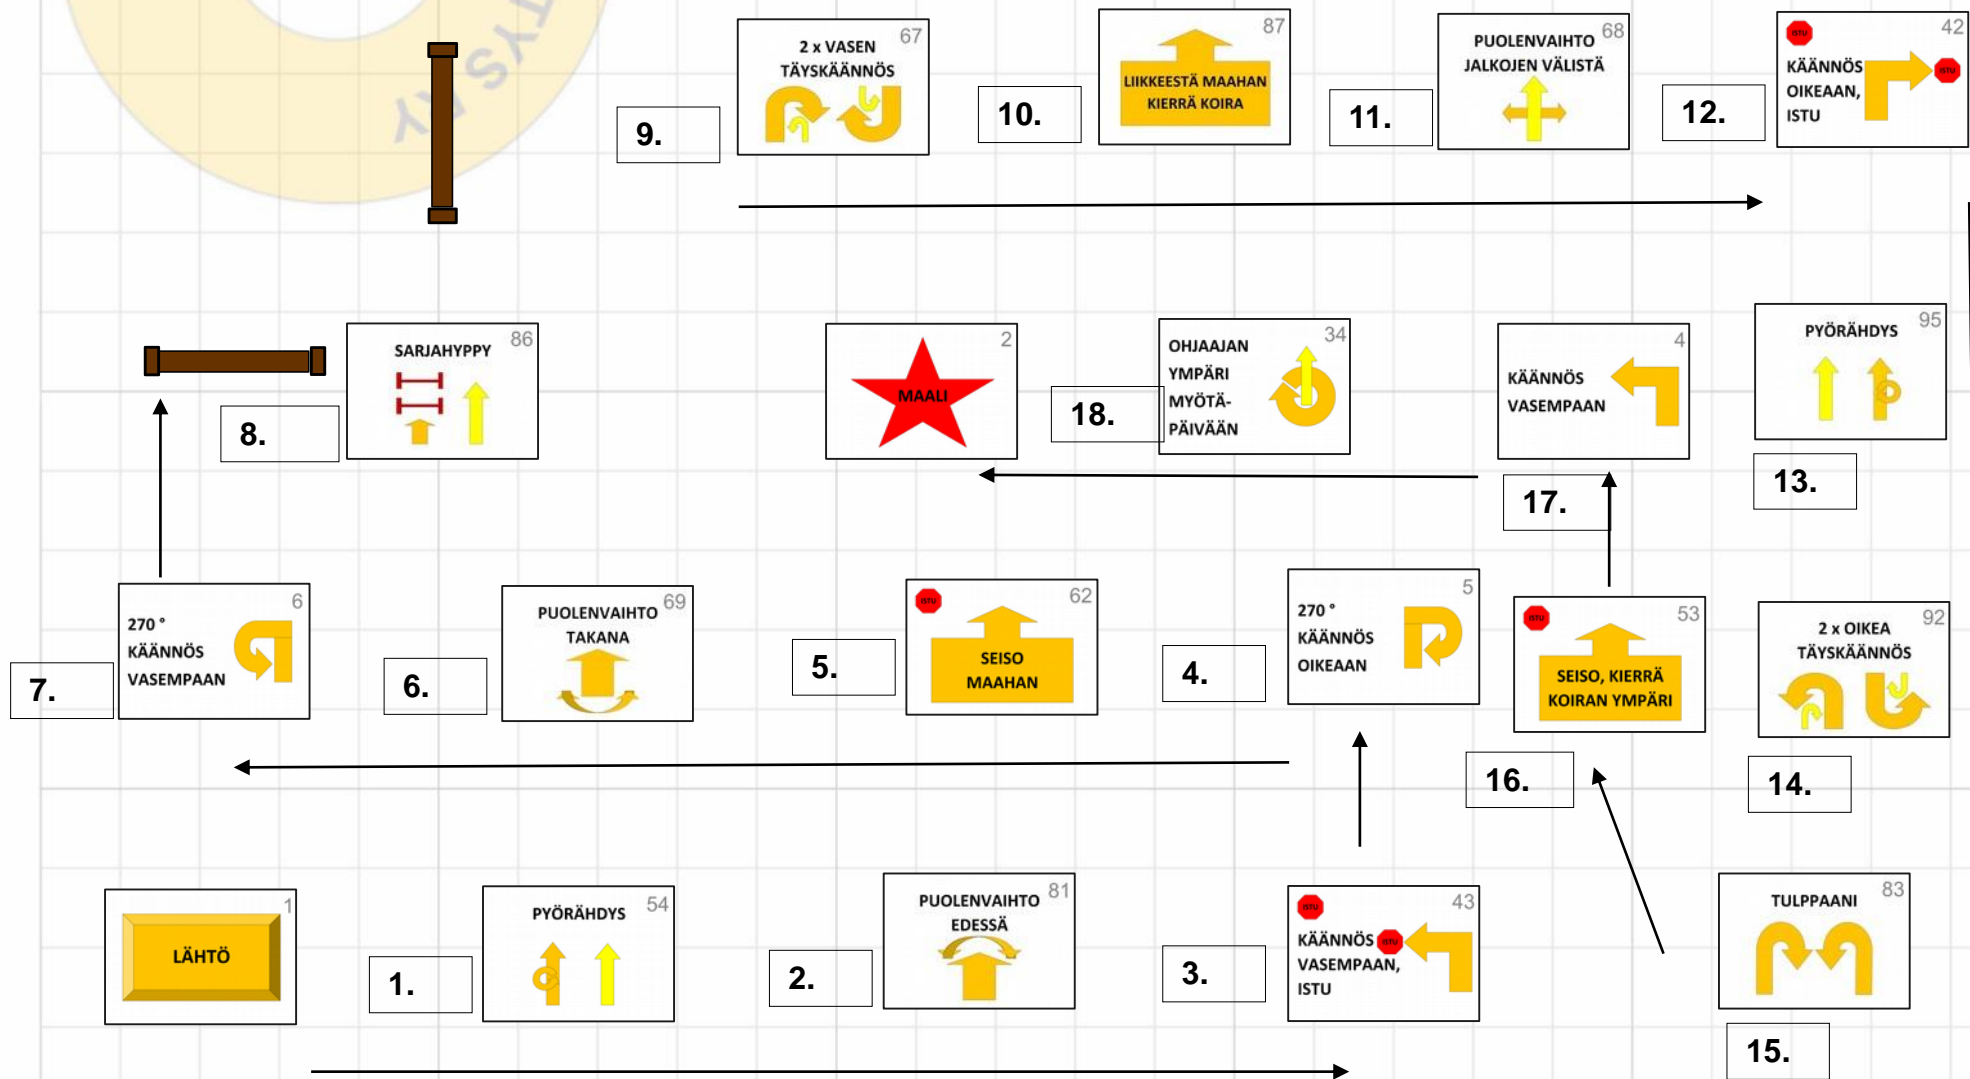 TYS RY
9.
67
2 x VASEN
TÄYSKÄÄNNÖS
10.
87
LIIKKEESTÄ MAAHAN
KIERRÄ KOIRA
11.
68
PUOLENVAIHTO
JALKOJEN VÄLISTÄ
12.
42
ISTU
KÄÄNNÖS
OIKEAAN,
ISTU
ISTU
8.
86
SARJAHYPPY
2
MAALI
18.
34
OHJAAJAN
YMPÄRI
MYÖTÄ-
PÄIVÄÄN
17.
4
KÄÄNNÖS
VASEMPAAN
95
PYÖRÄHDYS
13.
7.
6
270 °
KÄÄNNÖS
VASEMPAAN
6.
69
PUOLENVAIHTO
TAKANA
5.
62
ISTU
SEISO
MAAHAN
4.
5
270 °
KÄÄNNÖS
OIKEAAN
16.
53
ISTU
SEISO, KIERRÄ
KOIRAN YMPÄRI
92
2 x OIKEA
TÄYSKÄÄNNÖS
14.
1
LÄHTÖ
1.
54
PYÖRÄHDYS
2.
81
PUOLENVAIHTO
EDESSÄ
3.
43
ISTU
KÄÄNNÖS ISTU
VASEMPAAN,
ISTU
83
TULPPAANI
15.